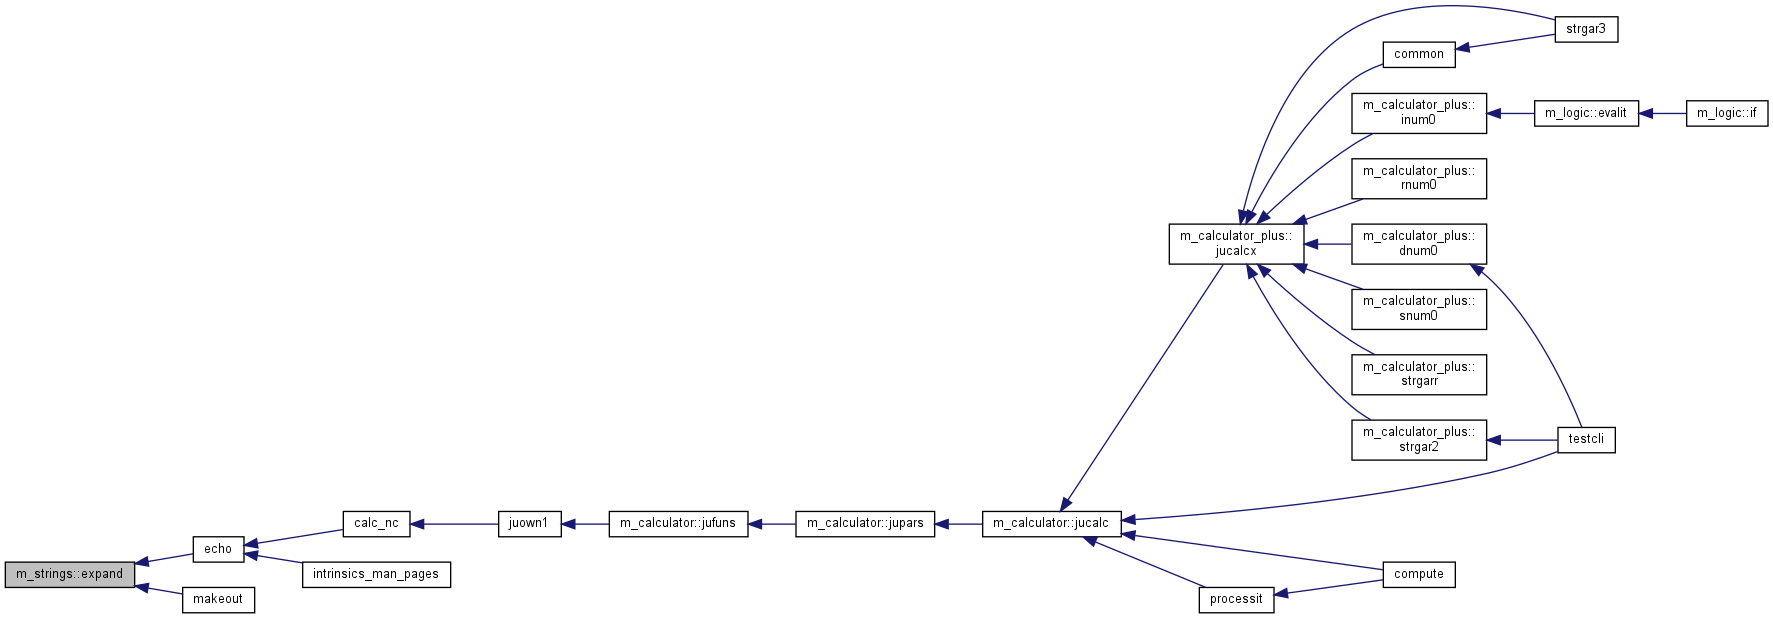 strgar3
common
m_calculator_plus::
inum0
m_logic::evalit
m_logic::if
m_calculator_plus::
rnum0
m_calculator_plus::
jucalcx
m_calculator_plus::
dnum0
m_calculator_plus::
snum0
m_calculator_plus::
strgarr
m_calculator_plus::
strgar2
testcli
calc_nc
juown1
m_calculator::jufuns
m_calculator::jupars
m_calculator::jucalc
echo
m_strings::expand
intrinsics_man_pages
compute
makeout
processit